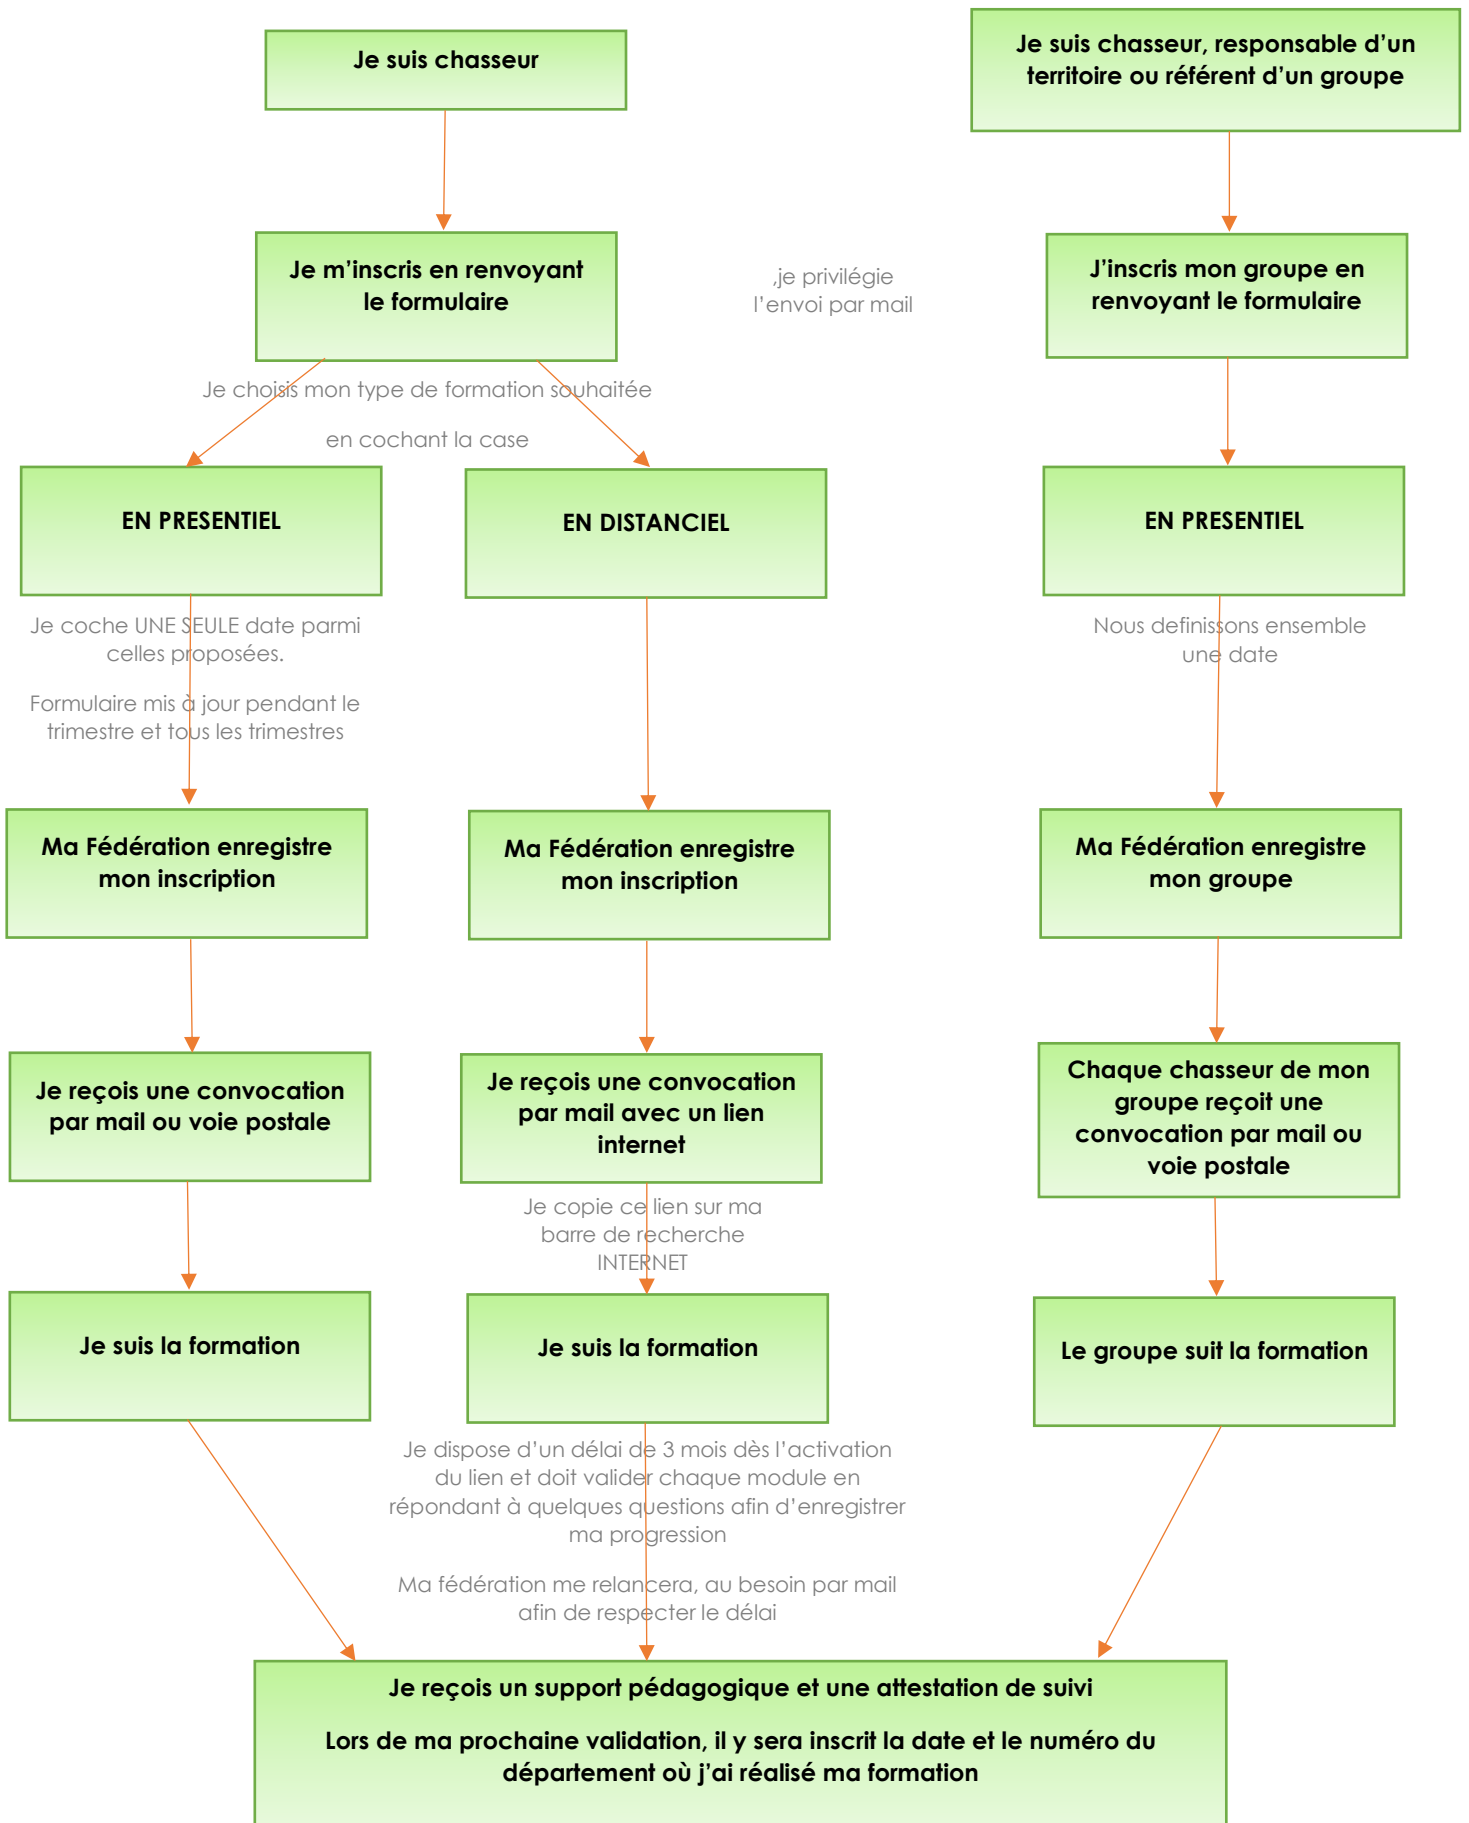 Je suis chasseur
Je suis chasseur, responsable d'un
territoire ou référent d'un groupe
Je m'inscris en renvoyant
le formulaire
,je privilégie
l'envoi par mail
J'inscris mon groupe en
renvoyant le formulaire
Je choisis mon type de formation souhaitée
en cochant la case
EN PRESENTIEL
EN DISTANCIEL
EN PRESENTIEL
Je coche UNE SEULE date parmi
celles proposées.
Formulaire mis à jour pendant le
trimestre et tous les trimestres
Nous definissons ensemble
une date
Ma Fédération enregistre
mon inscription
Ma Fédération enregistre
mon inscription
Ma Fédération enregistre
mon groupe
Je reçois une convocation
par mail ou voie postale
Je reçois une convocation
par mail avec un lien
internet
Chaque chasseur de mon
groupe reçoit une
convocation par mail ou
voie postale
Je copie ce lien sur ma
barre de recherche
INTERNET
Je suis la formation
Je suis la formation
Le groupe suit la formation
Je dispose d'un délai de 3 mois dès l'activation
du lien et doit valider chaque module en
répondant à quelques questions afin d'enregistrer
ma progression
Ma fédération me relancera, au besoin par mail
afin de respecter le délai
Je reçois un support pédagogique et une attestation de suivi
Lors de ma prochaine validation, il y sera inscrit la date et le numéro du
département où j'ai réalisé ma formation